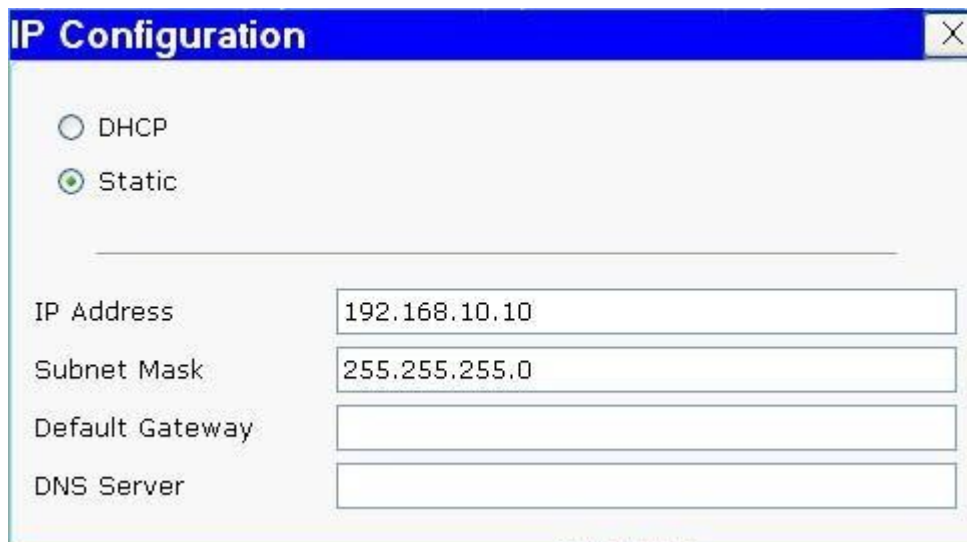 IP Configuration
DHCP
Static
IP Address 192.168.10.10
Subnet Mask 255.255.255.0
Default Gateway
DNS Server